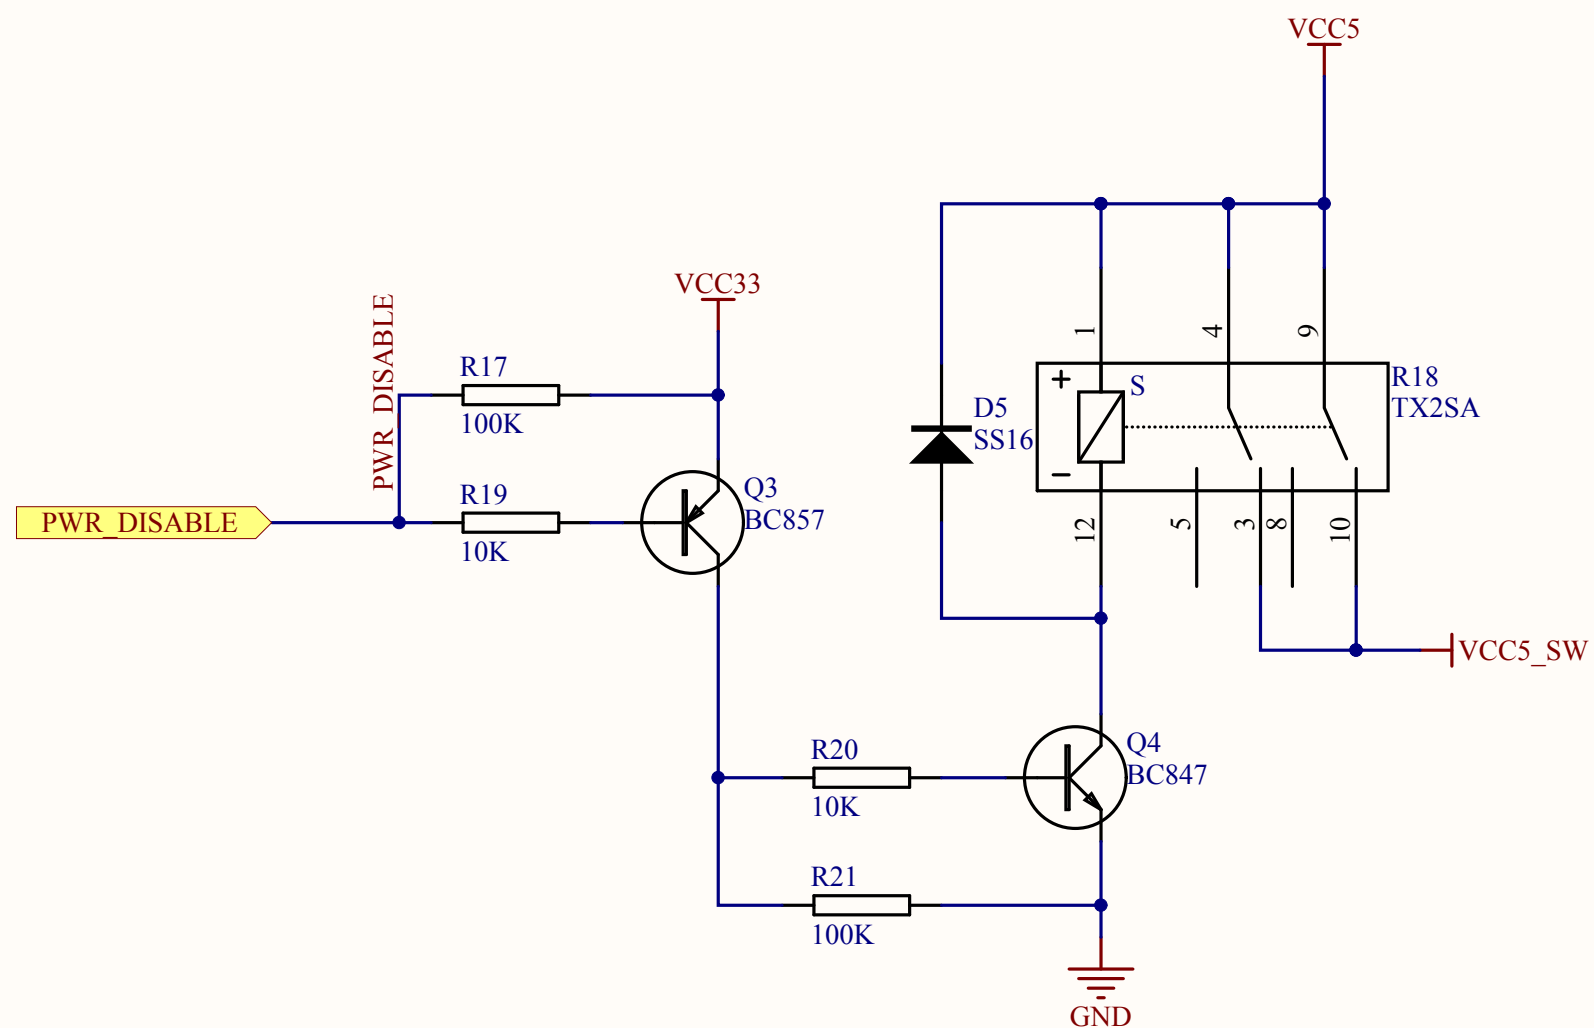 VCC5
VCC33
PWR_DISABLE
R17
100K
PWR_DISABLE
R19
10K
Q3
BC857
D5
SS16
1
4
9
+
S
R18
TX2SA
−
12
5
3
8
10
VCC5_SW
R20
10K
Q4
BC847
R21
100K
GND